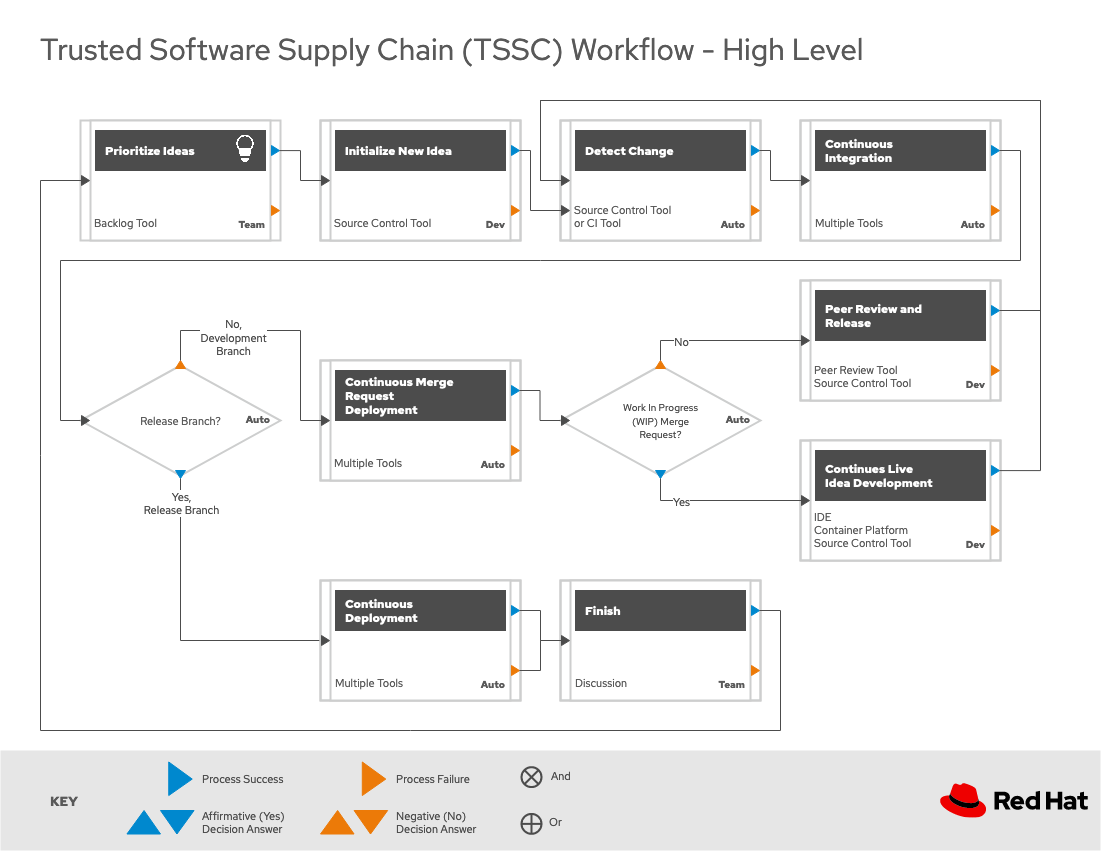 Trusted Software Supply Chain (TSSC) Workflow - High Level
Prioritize Ideas
Backlog Tool
Team
Initialize New Idea
Source Control Tool
Dev
Detect Change
Source Control Tool
or CI Tool
Auto
Continuous
Integration
Multiple Tools
Auto
No,
Development
Branch
Release Branch?
Auto
Yes,
Release Branch
Continuous Merge
Request
Deployment
Multiple Tools
Auto
Work In Progress
(WIP) Merge
Request?
Auto
No
Yes
Peer Review and
Release
Peer Review Tool
Source Control Tool
Dev
Continues Live
Idea Development
IDE
Container Platform
Source Control Tool
Dev
Continuous
Deployment
Multiple Tools
Auto
Finish
Discussion
Team
KEY
Process Success
Affirmative (Yes)
Decision Answer
Process Failure
Negative (No)
Decision Answer
And
Or
Red Hat